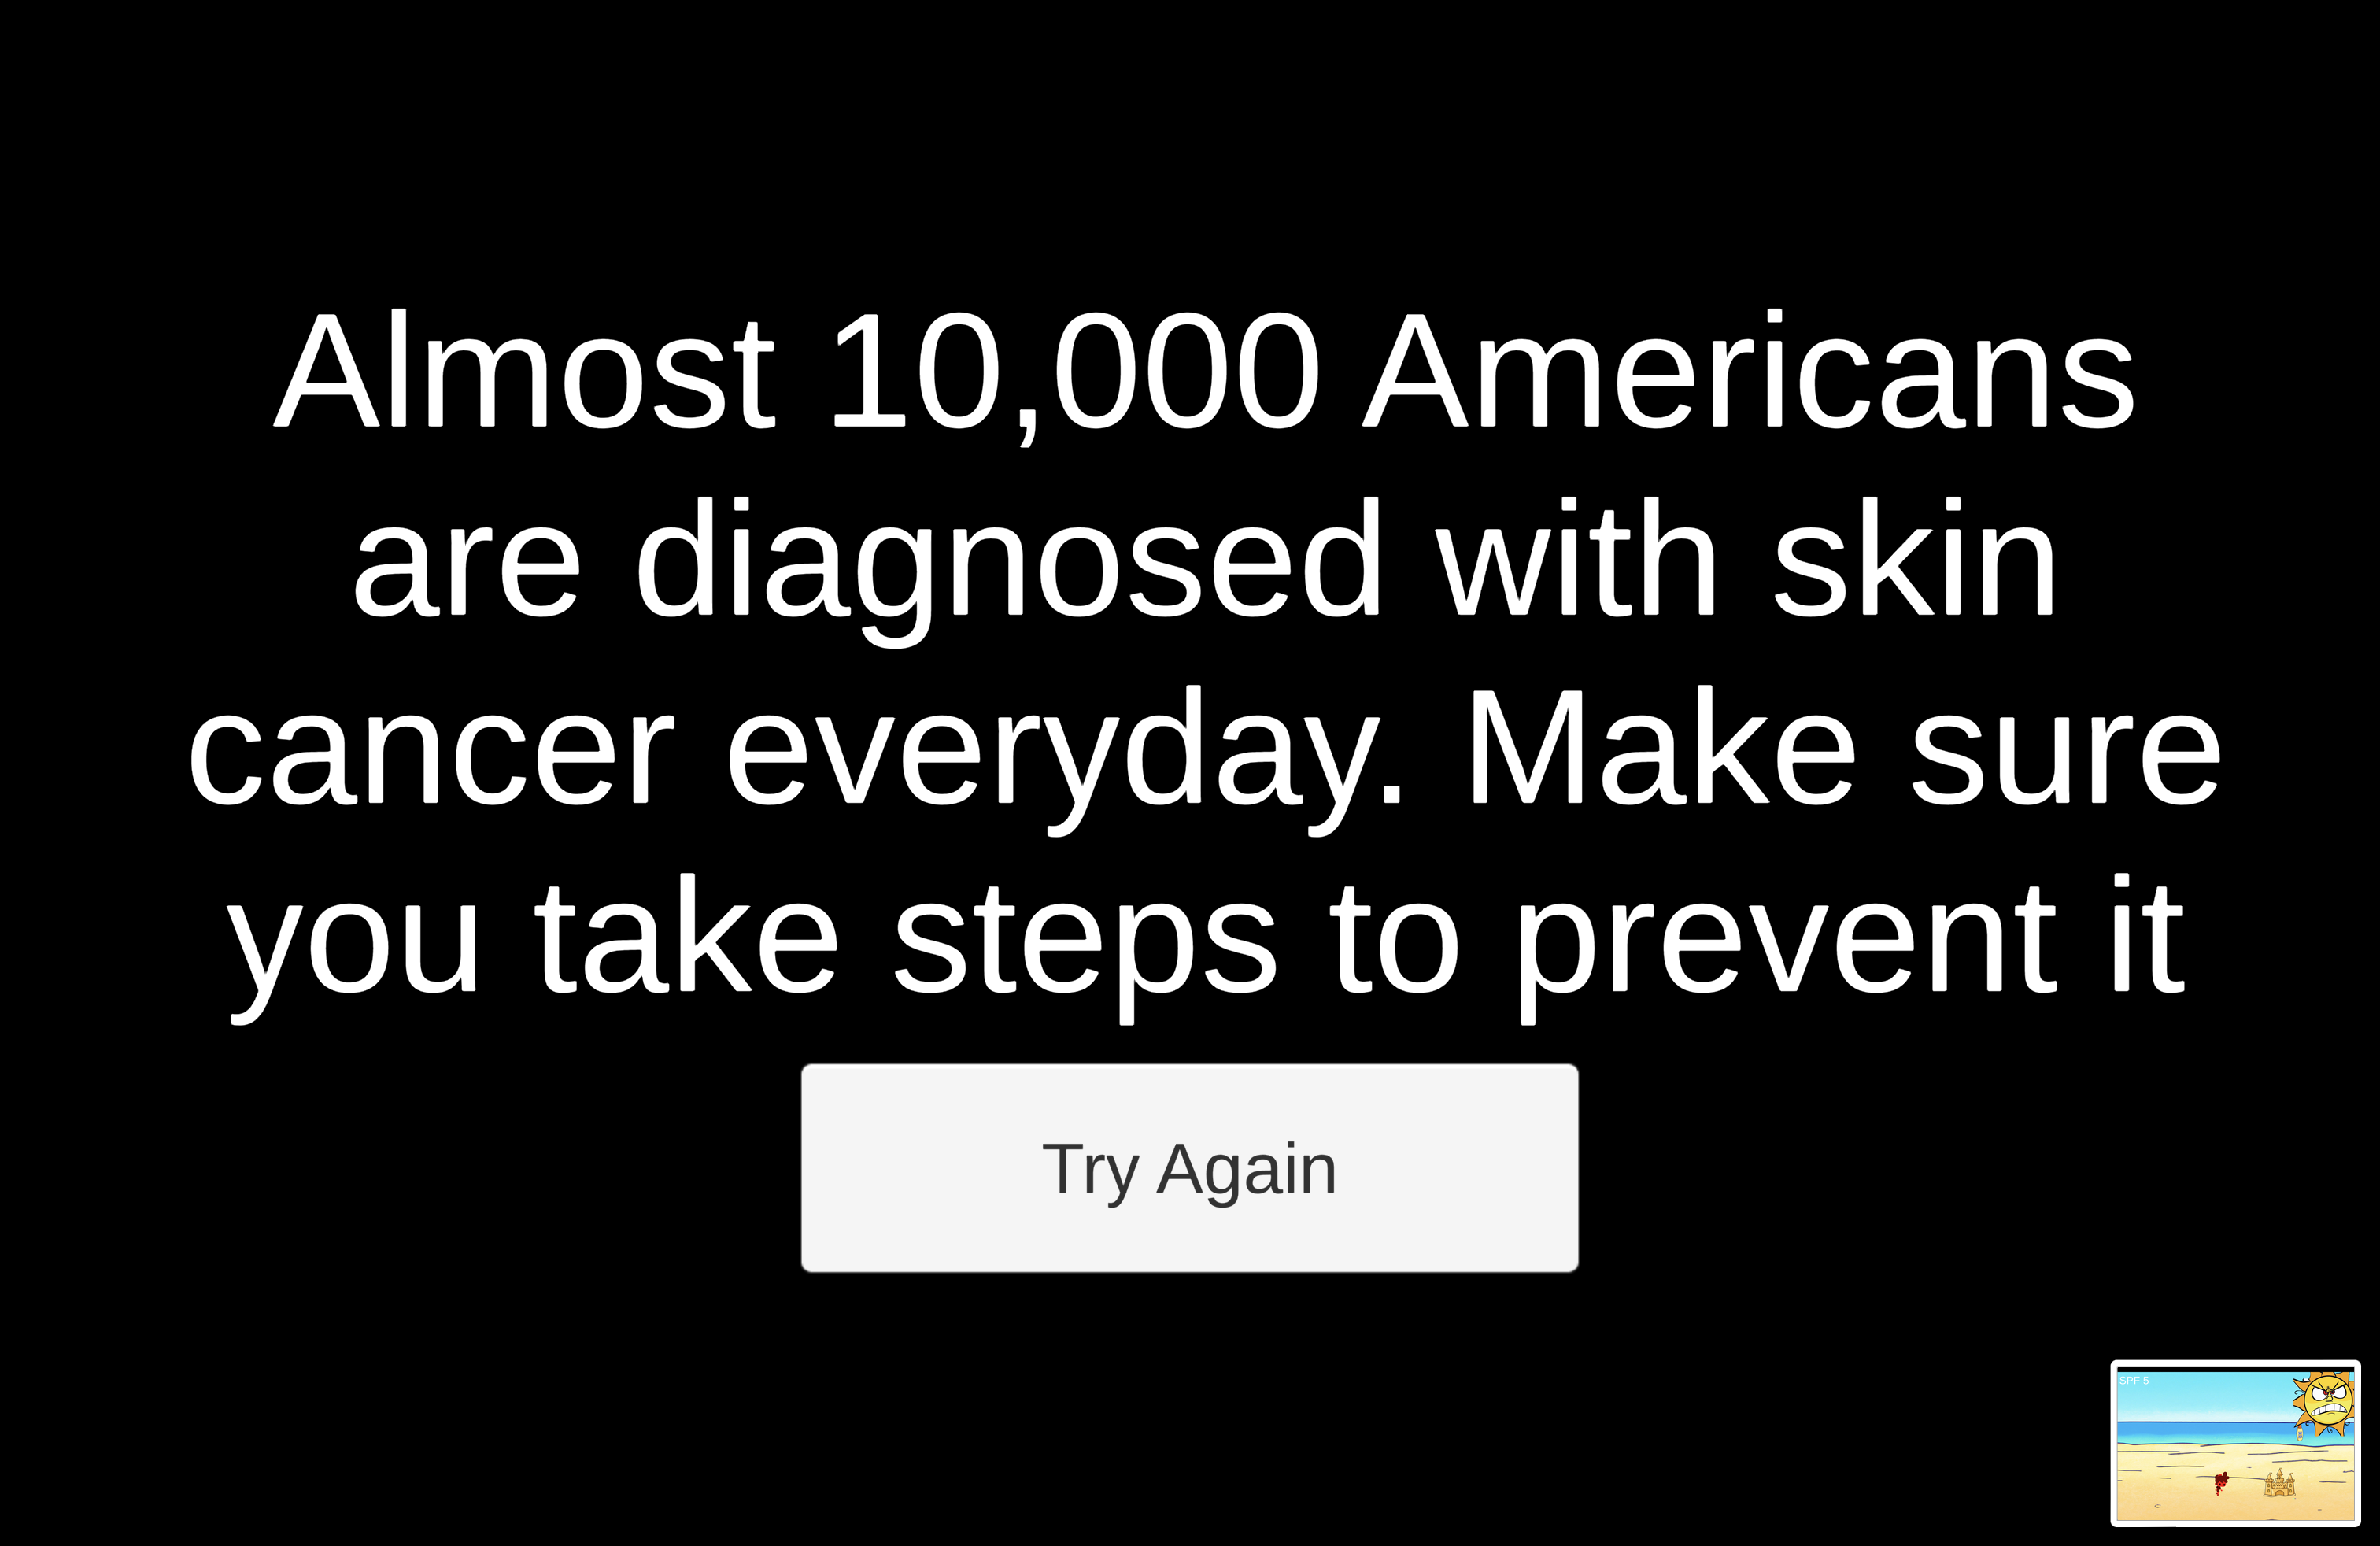 Almost 10,000 Americans
are diagnosed with skin
cancer everyday. Make sure
you take steps to prevent it
Try Again
SPF 5